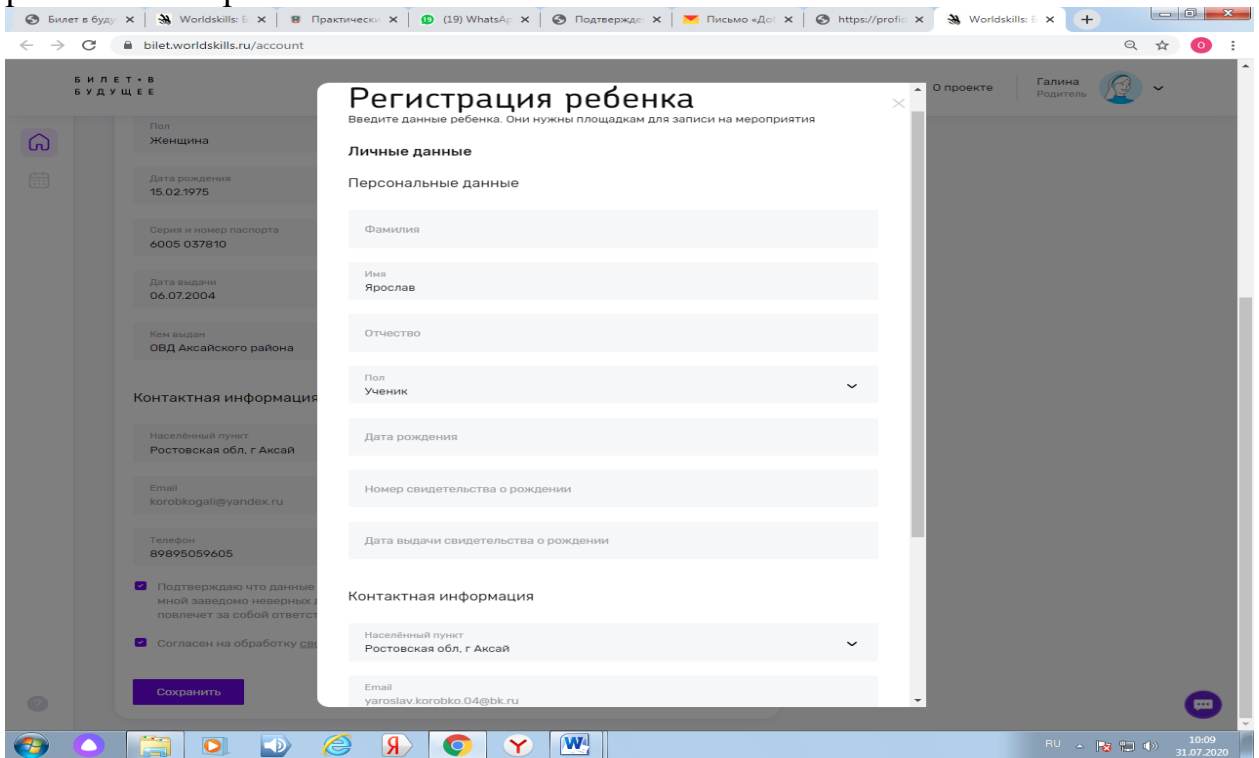 Билет в буду
Worldskills: Б
Практически
(19) WhatsAp
Подтвержде
Письмо «До
https://profi
Worldskills: Б
bilet.worldskills.ru/account
О
БИЛЕТ•В
БУДУЩЕЕ
О проекте
Галина
Родитель
Пол
Женщина
Дата рождения
15.02.1975
Серия и номер паспорта
6005 037810
Дата выдачи
06.07.2004
Кем выдан
ОВД Аксайского района
Контактная информация
Населённый пункт
Ростовская обл, г Аксай
Email
korobkogali@yandex.ru
Телефон
89895059605
Подтверждаю что данные
мной заведомо неверных
повлечет за собой ответст
Согласен на обработку сво
Сохранить
Регистрация ребенка
Введите данные ребенка. Они нужны площадкам для записи на мероприятия
Личные данные
Персональные данные
Фамилия
Имя
Ярослав
Отчество
Пол
Ученик
Дата рождения
Номер свидетельства о рождении
Дата выдачи свидетельства о рождении
Контактная информация
Населённый пункт
Ростовская обл, г Аксай
Email
yaroslav.korobko.04@bk.ru
RU
10:09
31.07.2020